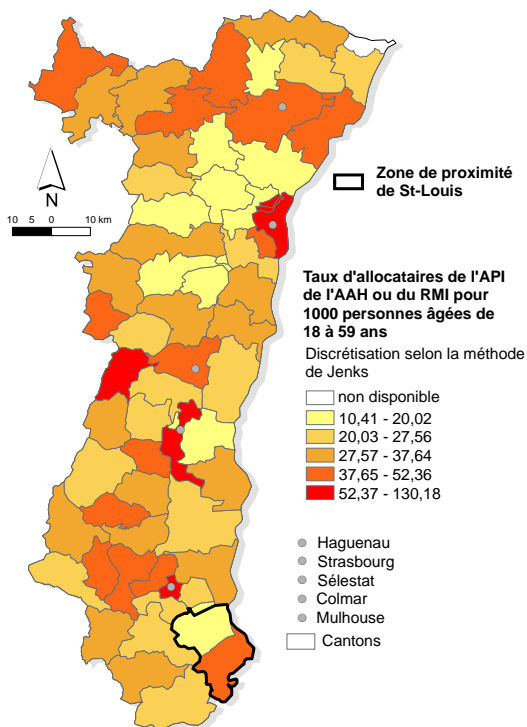 Zone de proximité
de St-Louis
N
10 5 0 10 km
Taux d'allocataires de l'API
de l'AAH ou du RMI pour
1000 personnes âgées de
18 à 59 ans
Discrétisation selon la méthode
de Jenks
non disponible
10,41 - 20,02
20,03 - 27,56
27,57 - 37,64
37,65 - 52,36
52,37 - 130,18
Haguenau
Strasbourg
Sélestat
Colmar
Mulhouse
Cantons